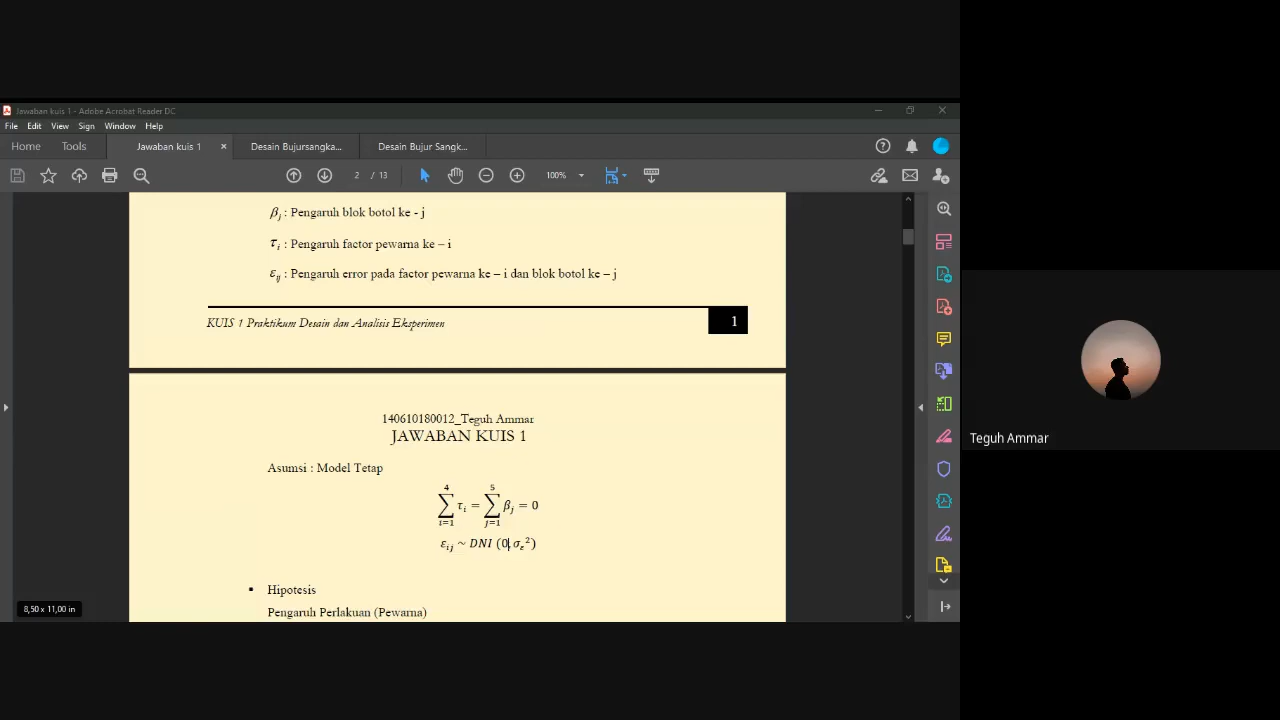 Jawaban kuis 1 - Adobe Acrobat Reader DC
File Edit View Sign Window Help
Home Tools Jawaban kuis 1 × Desain Bujursangka... Desain Bujur Sangk...
2 / 13 100%
βj : Pengaruh blok botol ke - j
τi : Pengaruh factor pewarna ke – i
εij : Pengaruh error pada factor pewarna ke – i dan blok botol ke – j
KUIS 1 Praktikum Desain dan Analisis Eksperimen 1
140610180012_Teguh Ammar
JAWABAN KUIS 1
Asumsi : Model Tetap
∑_{i=1}^{4} τi = ∑_{j=1}^{5} βj = 0
εij ~ DNI (0, σε²)
▪ Hipotesis
Pengaruh Perlakuan (Pewarna)
8,50 x 11,00 in
Teguh Ammar